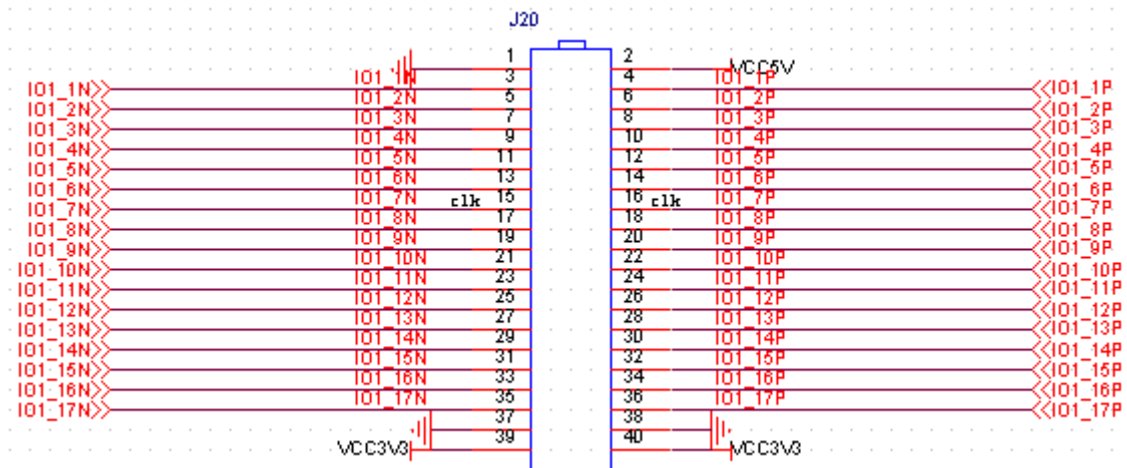 J20
1 2
VCC5V
IO1_1N 3 4 IO1_1P
IO1_1N IO1_1P
IO1_2N 5 6 IO1_2P
IO1_2N IO1_2P
IO1_3N 7 8 IO1_3P
IO1_3N IO1_3P
IO1_4N 9 10 IO1_4P
IO1_4N IO1_4P
IO1_5N 11 12 IO1_5P
IO1_5N IO1_5P
IO1_6N 13 14 IO1_6P
IO1_6N IO1_6P
IO1_7N clk 15 16 clk IO1_7P
IO1_7N IO1_7P
IO1_8N 17 18 IO1_8P
IO1_8N IO1_8P
IO1_9N 19 20 IO1_9P
IO1_9N IO1_9P
IO1_10N 21 22 IO1_10P
IO1_10N IO1_10P
IO1_11N 23 24 IO1_11P
IO1_11N IO1_11P
IO1_12N 25 26 IO1_12P
IO1_12N IO1_12P
IO1_13N 27 28 IO1_13P
IO1_13N IO1_13P
IO1_14N 29 30 IO1_14P
IO1_14N IO1_14P
IO1_15N 31 32 IO1_15P
IO1_15N IO1_15P
IO1_16N 33 34 IO1_16P
IO1_16N IO1_16P
IO1_17N 35 36 IO1_17P
IO1_17N IO1_17P
37 38
39 40
VCC3V3 VCC3V3